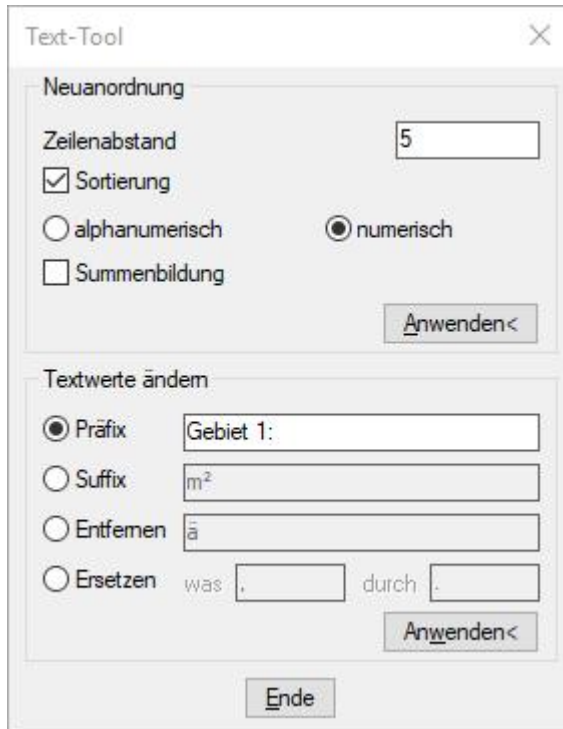 Text-Tool
Neuanordnung
Zeilenabstand 5
Sortierung
alphanumerisch numerisch
Summenbildung
Anwenden<
Textwerte ändern
Präfix Gebiet 1:
Suffix m²
Entfernen ä
Ersetzen was , durch .
Anwenden<
Ende